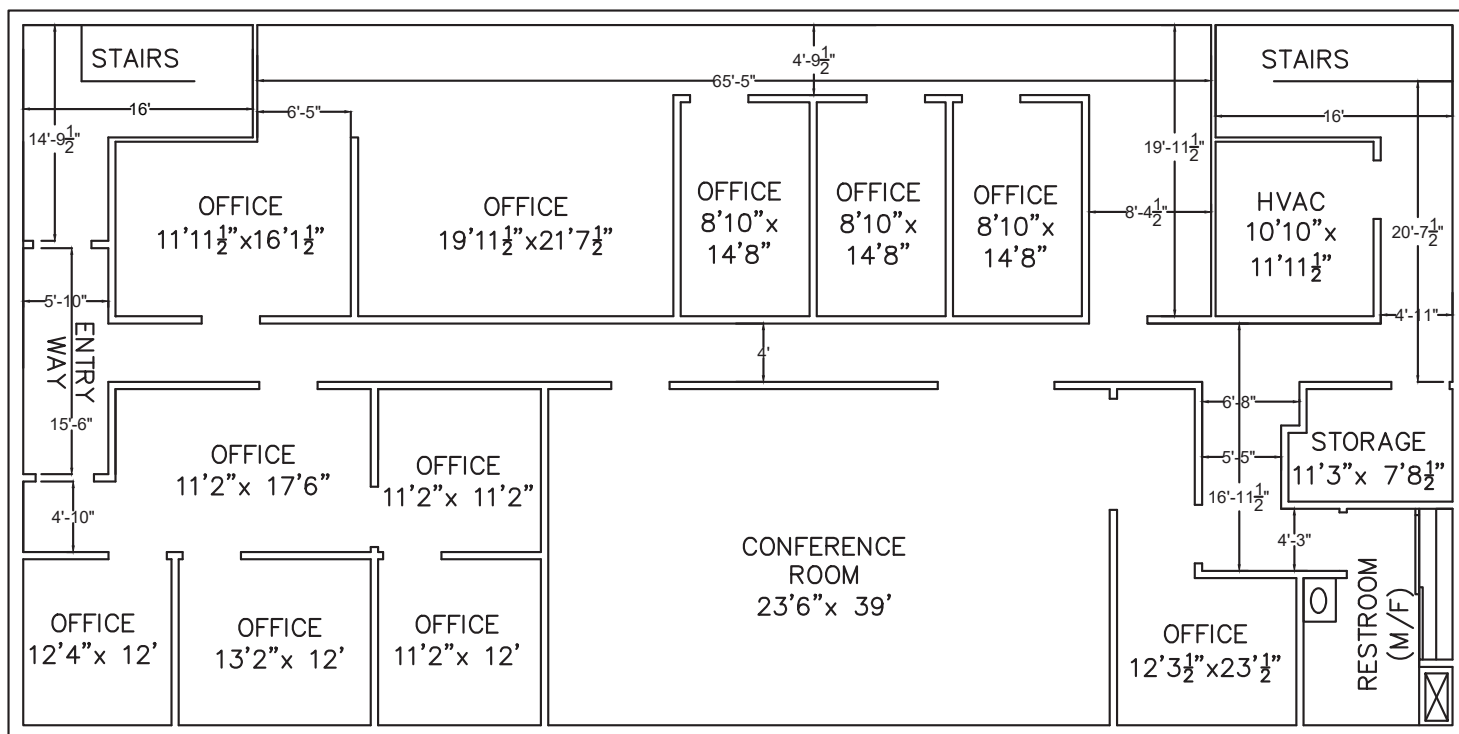 STAIRS
STAIRS
4'-9½"
65'-5"
16'
6'-5"
16'
14'-9½"
19'-11½"
OFFICE
11'11½"x16'1½"
OFFICE
19'11½"x21'7½"
OFFICE
8'10"x
14'8"
OFFICE
8'10"x
14'8"
OFFICE
8'10"x
14'8"
8'-4½"
HVAC
10'10"x
11'11½"
20'-7½"
5'-10"
4'-11"
ENTRY
WAY
4'
15'-6"
6'-8"
OFFICE
11'2"x 17'6"
OFFICE
11'2"x 11'2"
5'-5"
STORAGE
11'3"x 7'8½"
16'-11½"
4'-10"
4'-3"
CONFERENCE
ROOM
23'6"x 39'
OFFICE
12'4"x 12'
OFFICE
13'2"x 12'
OFFICE
11'2"x 12'
OFFICE
12'3½"x23'½"
RESTROOM
(M/F)